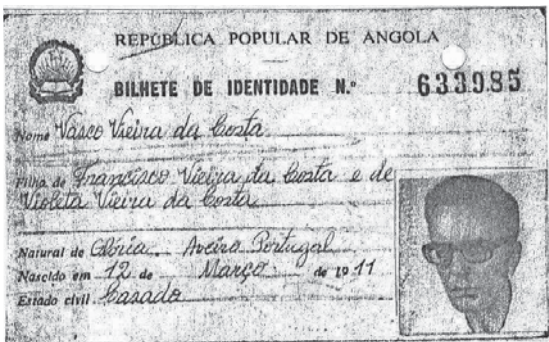 REPÚBLICA POPULAR DE ANGOLA
BILHETE DE IDENTIDADE N.º 633985
Nome Vasco Vieira da Costa
Filho de Francisco Vieira da Costa e de
Violeta Vieira da Costa
Natural de Glória Aveiro Portugal
Nascido em 12 de Março de 1911
Estado civil Casado